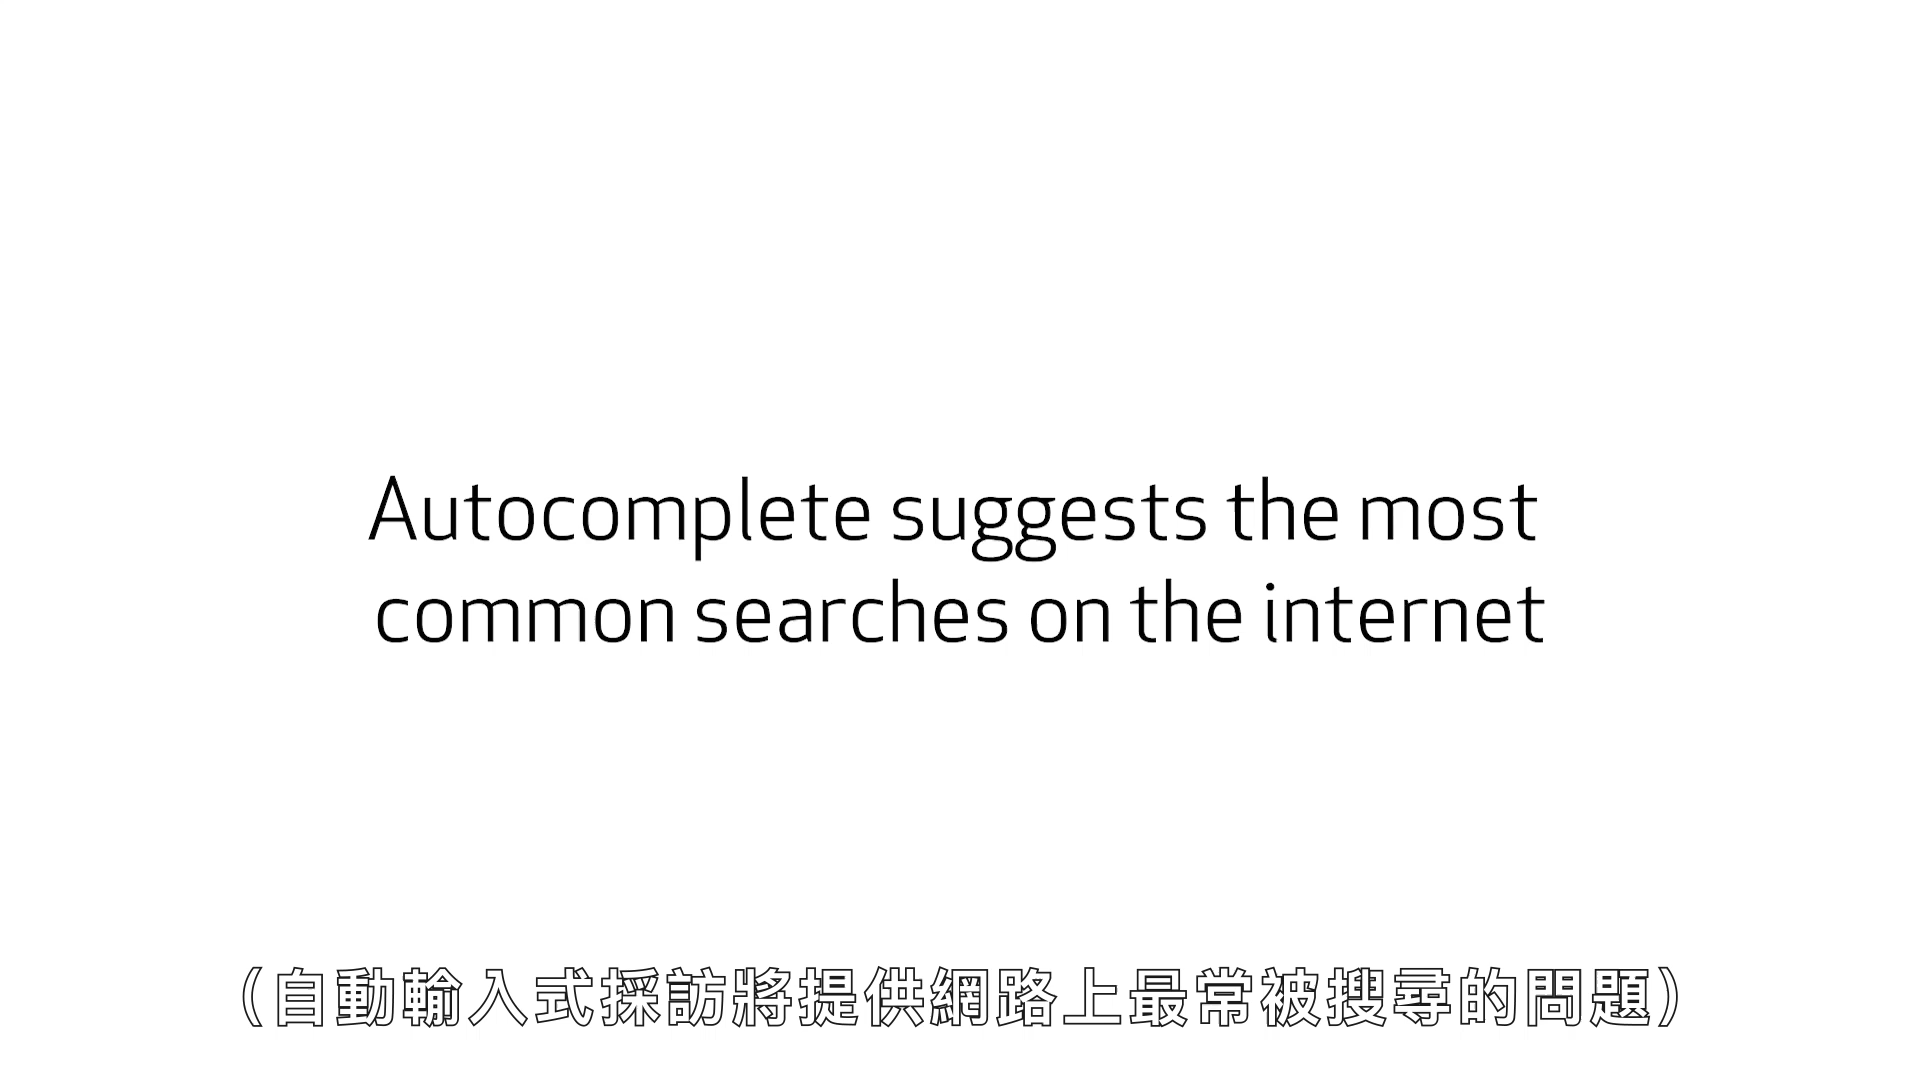 Autocomplete suggests the most
common searches on the internet
（自動輸入式採訪將提供網路上最常被搜尋的問題）